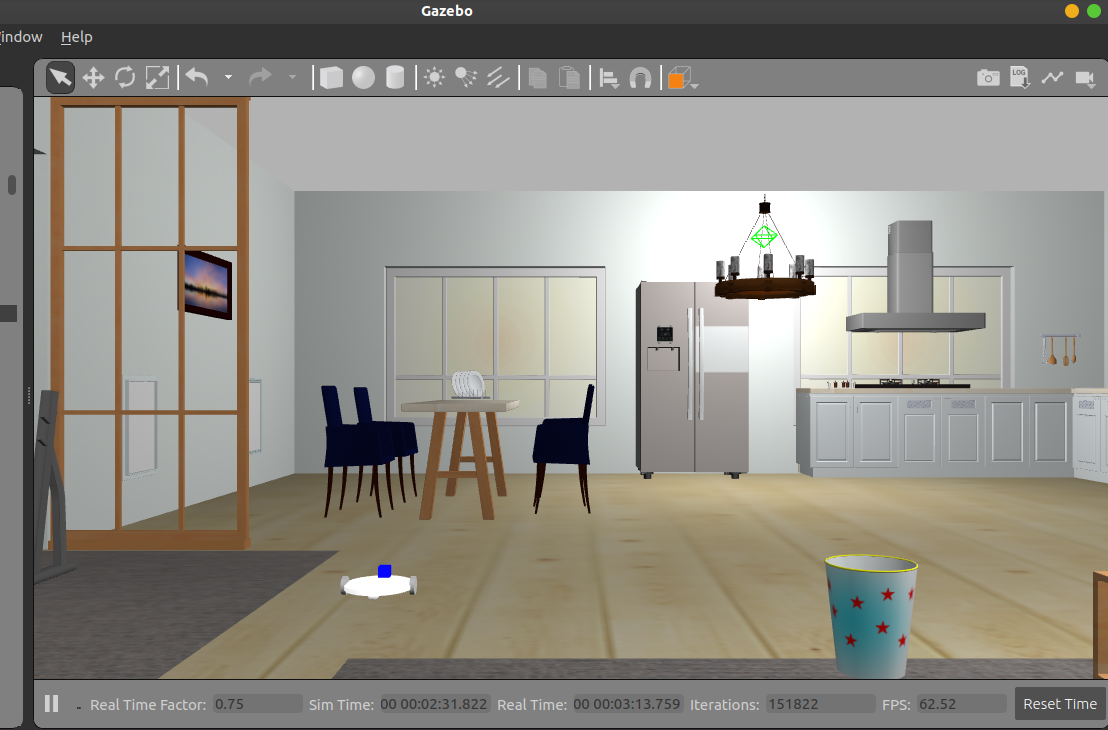 Gazebo
indow Help
LOG
Real Time Factor: 0.75 Sim Time: 00 00:02:31.822 Real Time: 00 00:03:13.759 Iterations: 151822 FPS: 62.52 Reset Time